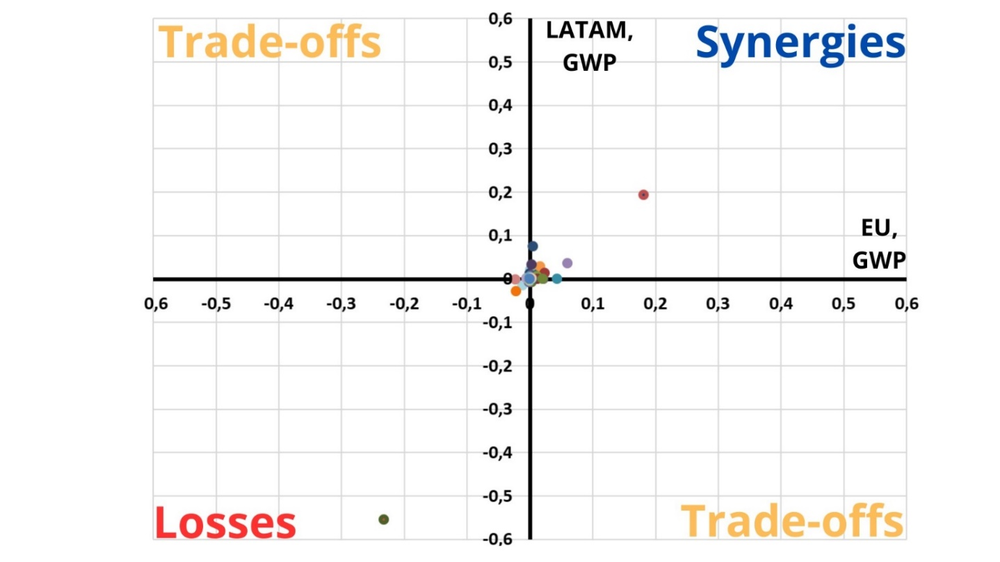 Trade-offs
0,6
LATAM,
GWP
Synergies
0,5
0,4
0,3
0,2
0,1
EU,
GWP
0
0,6 -0,5 -0,4 -0,3 -0,2 -0,1 0 0,1 0,2 0,3 0,4 0,5 0,6
-0,1
-0,2
-0,3
-0,4
-0,5
Losses
Trade-offs
-0,6